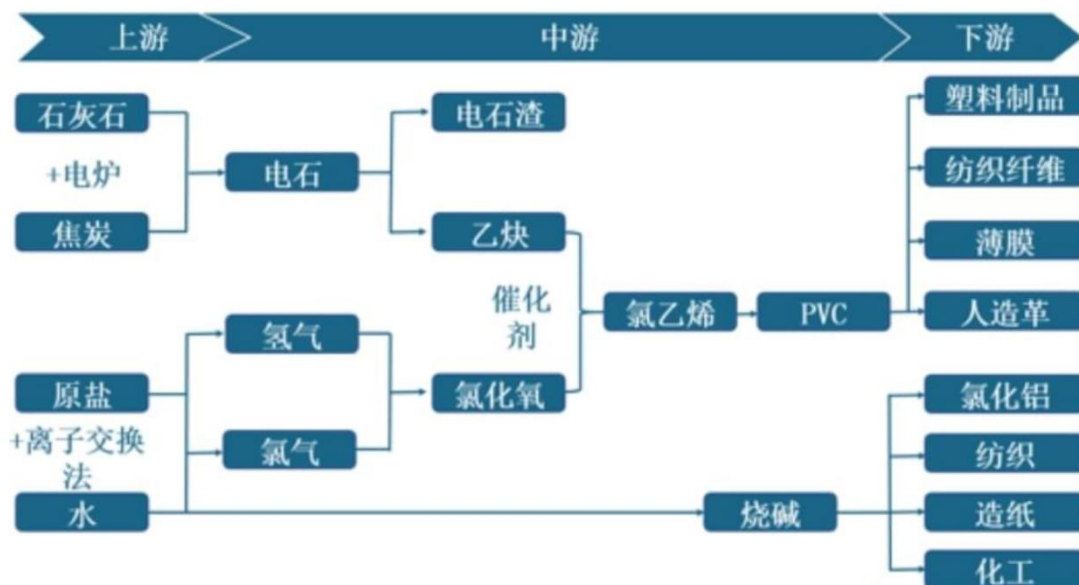 上游
中游
下游
石灰石
+电炉
焦炭
电石
电石渣
乙炔
催化
剂
氢气
氯气
氯化氧
原盐
+离子交换
法
水
氯乙烯
PVC
烧碱
塑料制品
纺织纤维
薄膜
人造革
氯化铝
纺织
造纸
化工